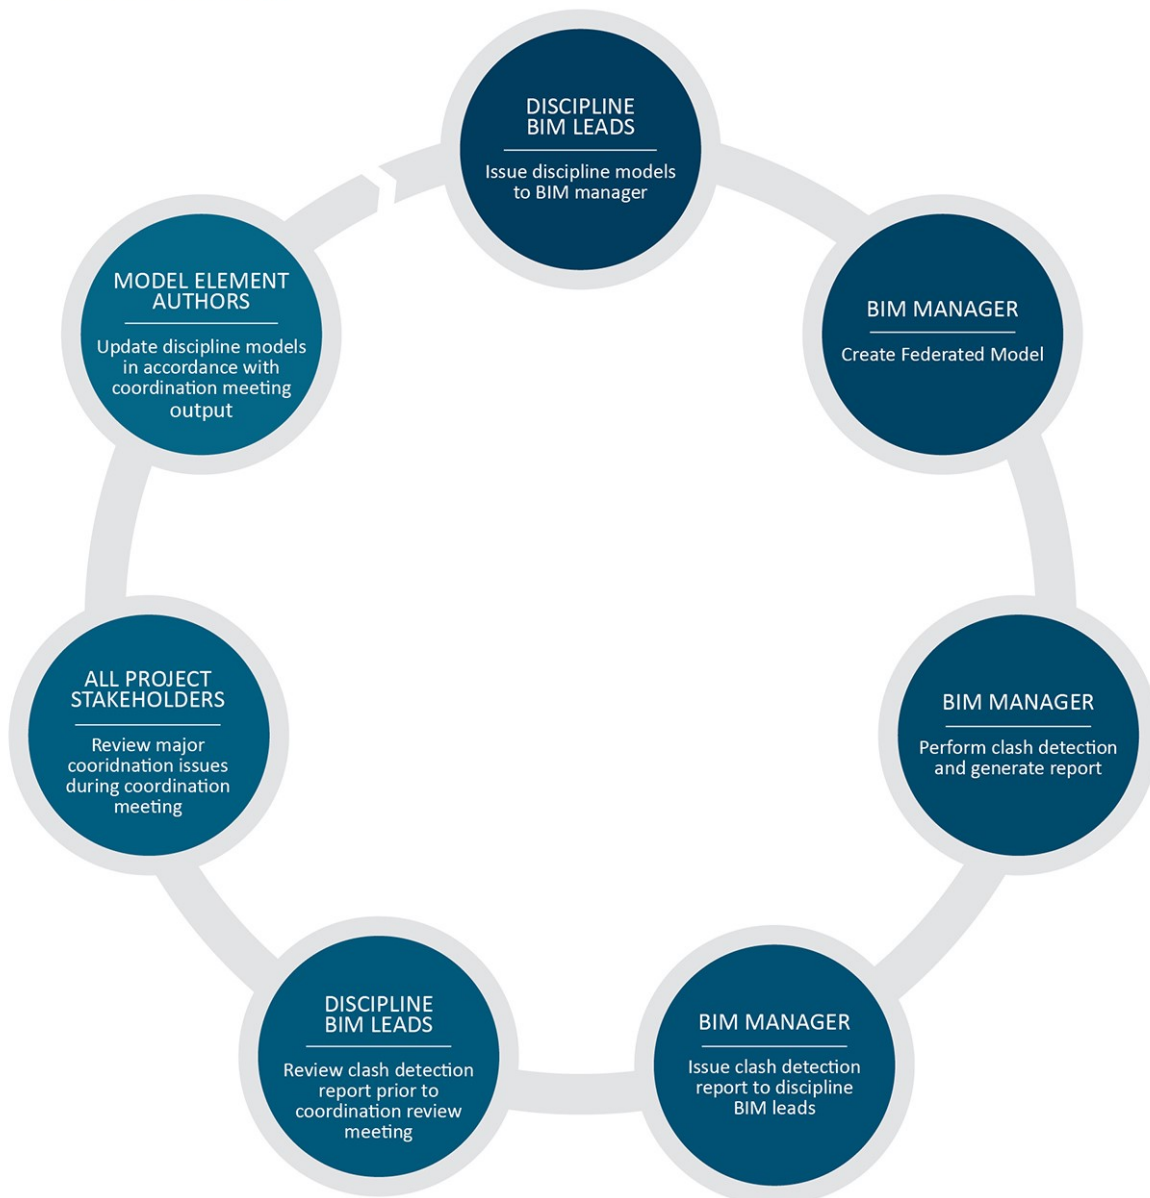 DISCIPLINE
BIM LEADS
Issue discipline models
to BIM manager
BIM MANAGER
Create Federated Model
BIM MANAGER
Perform clash detection
and generate report
BIM MANAGER
Issue clash detection
report to discipline
BIM leads
DISCIPLINE
BIM LEADS
Review clash detection
report prior to
coordination review
meeting
ALL PROJECT
STAKEHOLDERS
Review major
cooridnation issues
during coordination
meeting
MODEL ELEMENT
AUTHORS
Update discipline models
in accordance with
coordination meeting
output